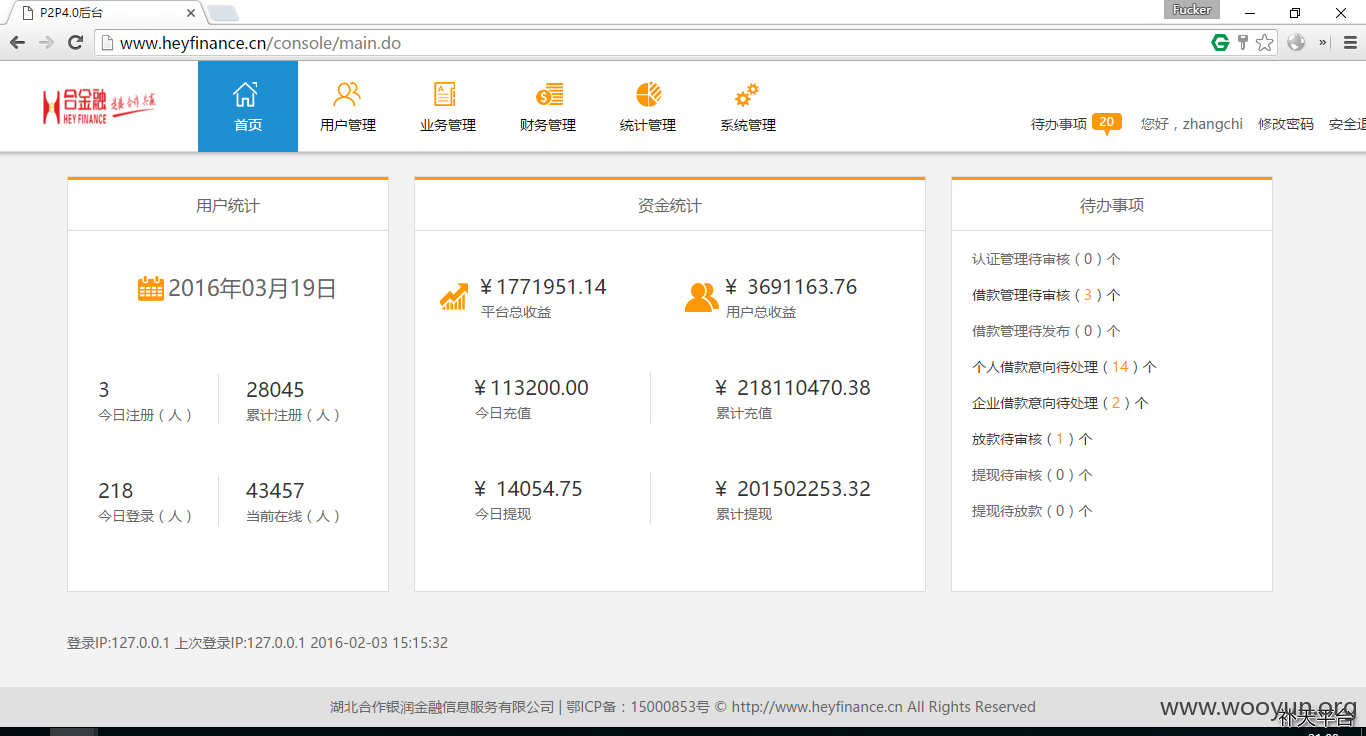 P2P4.0后台
Fucker
www.heyfinance.cn/console/main.do
合金融 携手合作共赢
HEY FINANCE
首页 用户管理 业务管理 财务管理 统计管理 系统管理
待办事项 20 您好，zhangchi 修改密码 安全退
用户统计
2016年03月19日
3
今日注册（人）
28045
累计注册（人）
218
今日登录（人）
43457
当前在线（人）
资金统计
¥1771951.14
平台总收益
¥ 3691163.76
用户总收益
¥113200.00
今日充值
¥ 218110470.38
累计充值
¥ 14054.75
今日提现
¥ 201502253.32
累计提现
待办事项
认证管理待审核（0）个
借款管理待审核（3）个
借款管理待发布（0）个
个人借款意向待处理（14）个
企业借款意向待处理（2）个
放款待审核（1）个
提现待审核（0）个
提现待放款（0）个
登录IP:127.0.0.1 上次登录IP:127.0.0.1 2016-02-03 15:15:32
湖北合作银润金融信息服务有限公司 | 鄂ICP备：15000853号 © http://www.heyfinance.cn All Rights Reserved
www.wooyun.org
补天平台